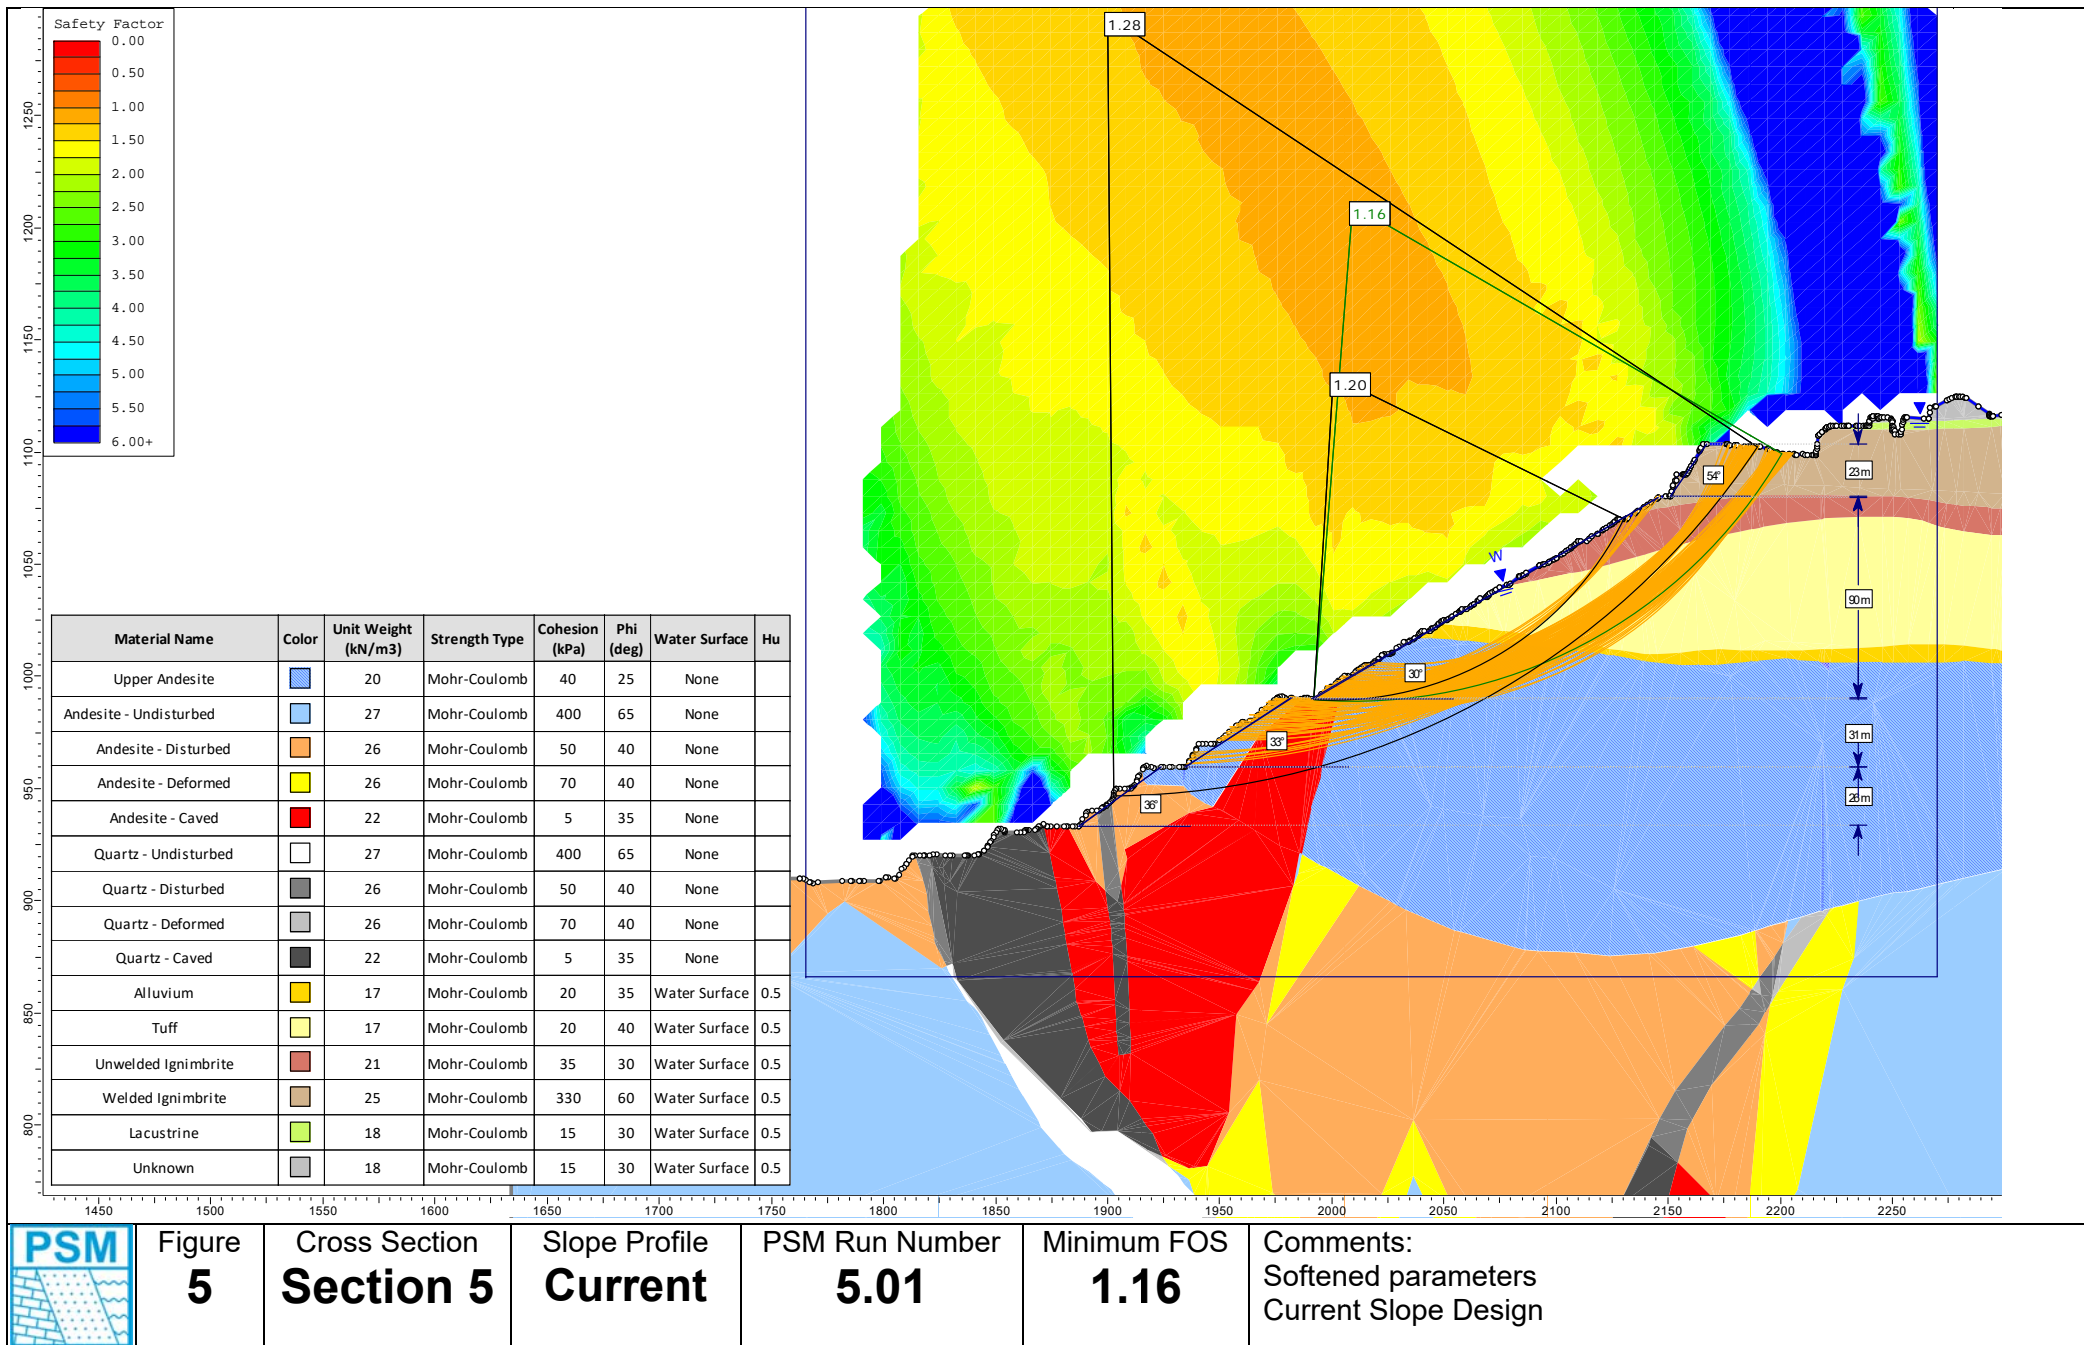 Safety Factor
0.00
0.50
1.00
1.50
2.00
2.50
3.00
3.50
4.00
4.50
5.00
5.50
6.00+
1250
1200
1150
1100
1050
1000
950
900
850
800
1.28
1.16
1.20
W
54°
30°
33°
36°
23m
90m
31m
Material Name Color Unit Weight (kN/m3) Strength Type Cohesion (kPa) Phi (deg) Water Surface Hu
Upper Andesite 20 Mohr-Coulomb 40 25 None
Andesite - Undisturbed 27 Mohr-Coulomb 400 65 None
Andesite - Disturbed 26 Mohr-Coulomb 50 40 None
Andesite - Deformed 26 Mohr-Coulomb 70 40 None
Andesite - Caved 22 Mohr-Coulomb 5 35 None
Quartz - Undisturbed 27 Mohr-Coulomb 400 65 None
Quartz - Disturbed 26 Mohr-Coulomb 50 40 None
Quartz - Deformed 26 Mohr-Coulomb 70 40 None
Quartz - Caved 22 Mohr-Coulomb 5 35 None
Alluvium 17 Mohr-Coulomb 20 35 Water Surface 0.5
Tuff 17 Mohr-Coulomb 20 40 Water Surface 0.5
Unwelded Ignimbrite 21 Mohr-Coulomb 35 30 Water Surface 0.5
Welded Ignimbrite 25 Mohr-Coulomb 330 60 Water Surface 0.5
Lacustrine 18 Mohr-Coulomb 15 30 Water Surface 0.5
Unknown 18 Mohr-Coulomb 15 30 Water Surface 0.5
1450 1500 1550 1600 1650 1700 1750 1800 1850 1900 1950 2000 2050 2100 2150 2200 2250
PSM
Figure
5
Cross Section
Section 5
Slope Profile
Current
PSM Run Number
5.01
Minimum FOS
1.16
Comments:
Softened parameters
Current Slope Design